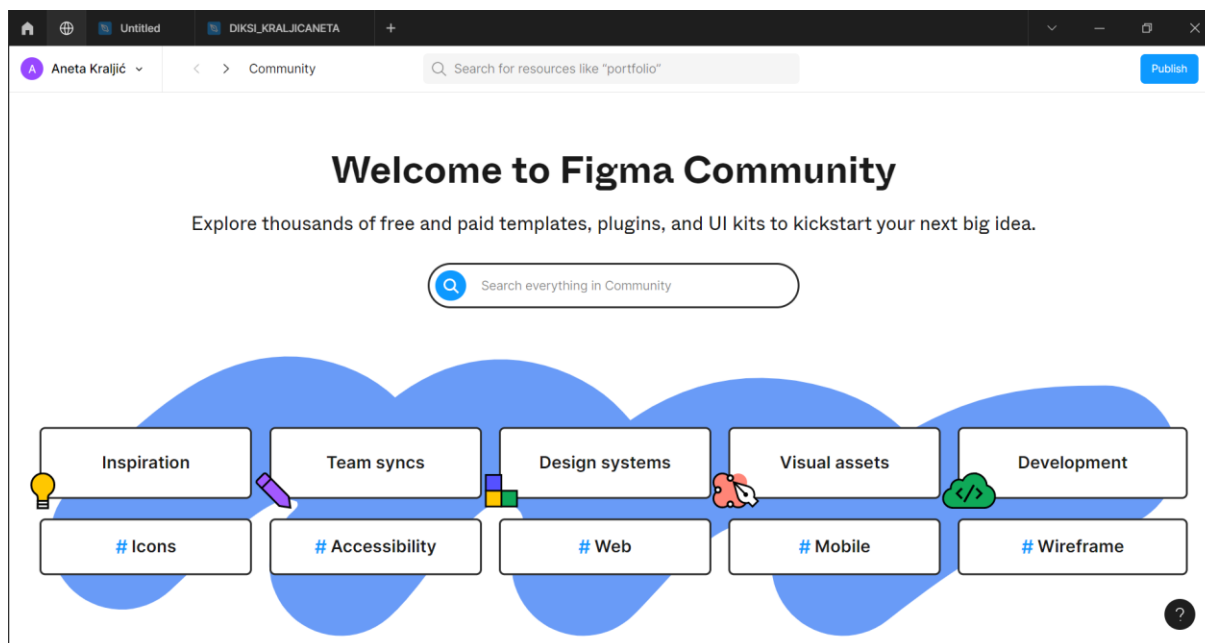 Untitled
DIKSI_KRALJICANETA
A
Aneta Kraljić
Community
Search for resources like "portfolio"
Publish
Welcome to Figma Community
Explore thousands of free and paid templates, plugins, and UI kits to kickstart your next big idea.
Search everything in Community
Inspiration
Team syncs
Design systems
Visual assets
Development
</>
# Icons
# Accessibility
# Web
# Mobile
# Wireframe
?